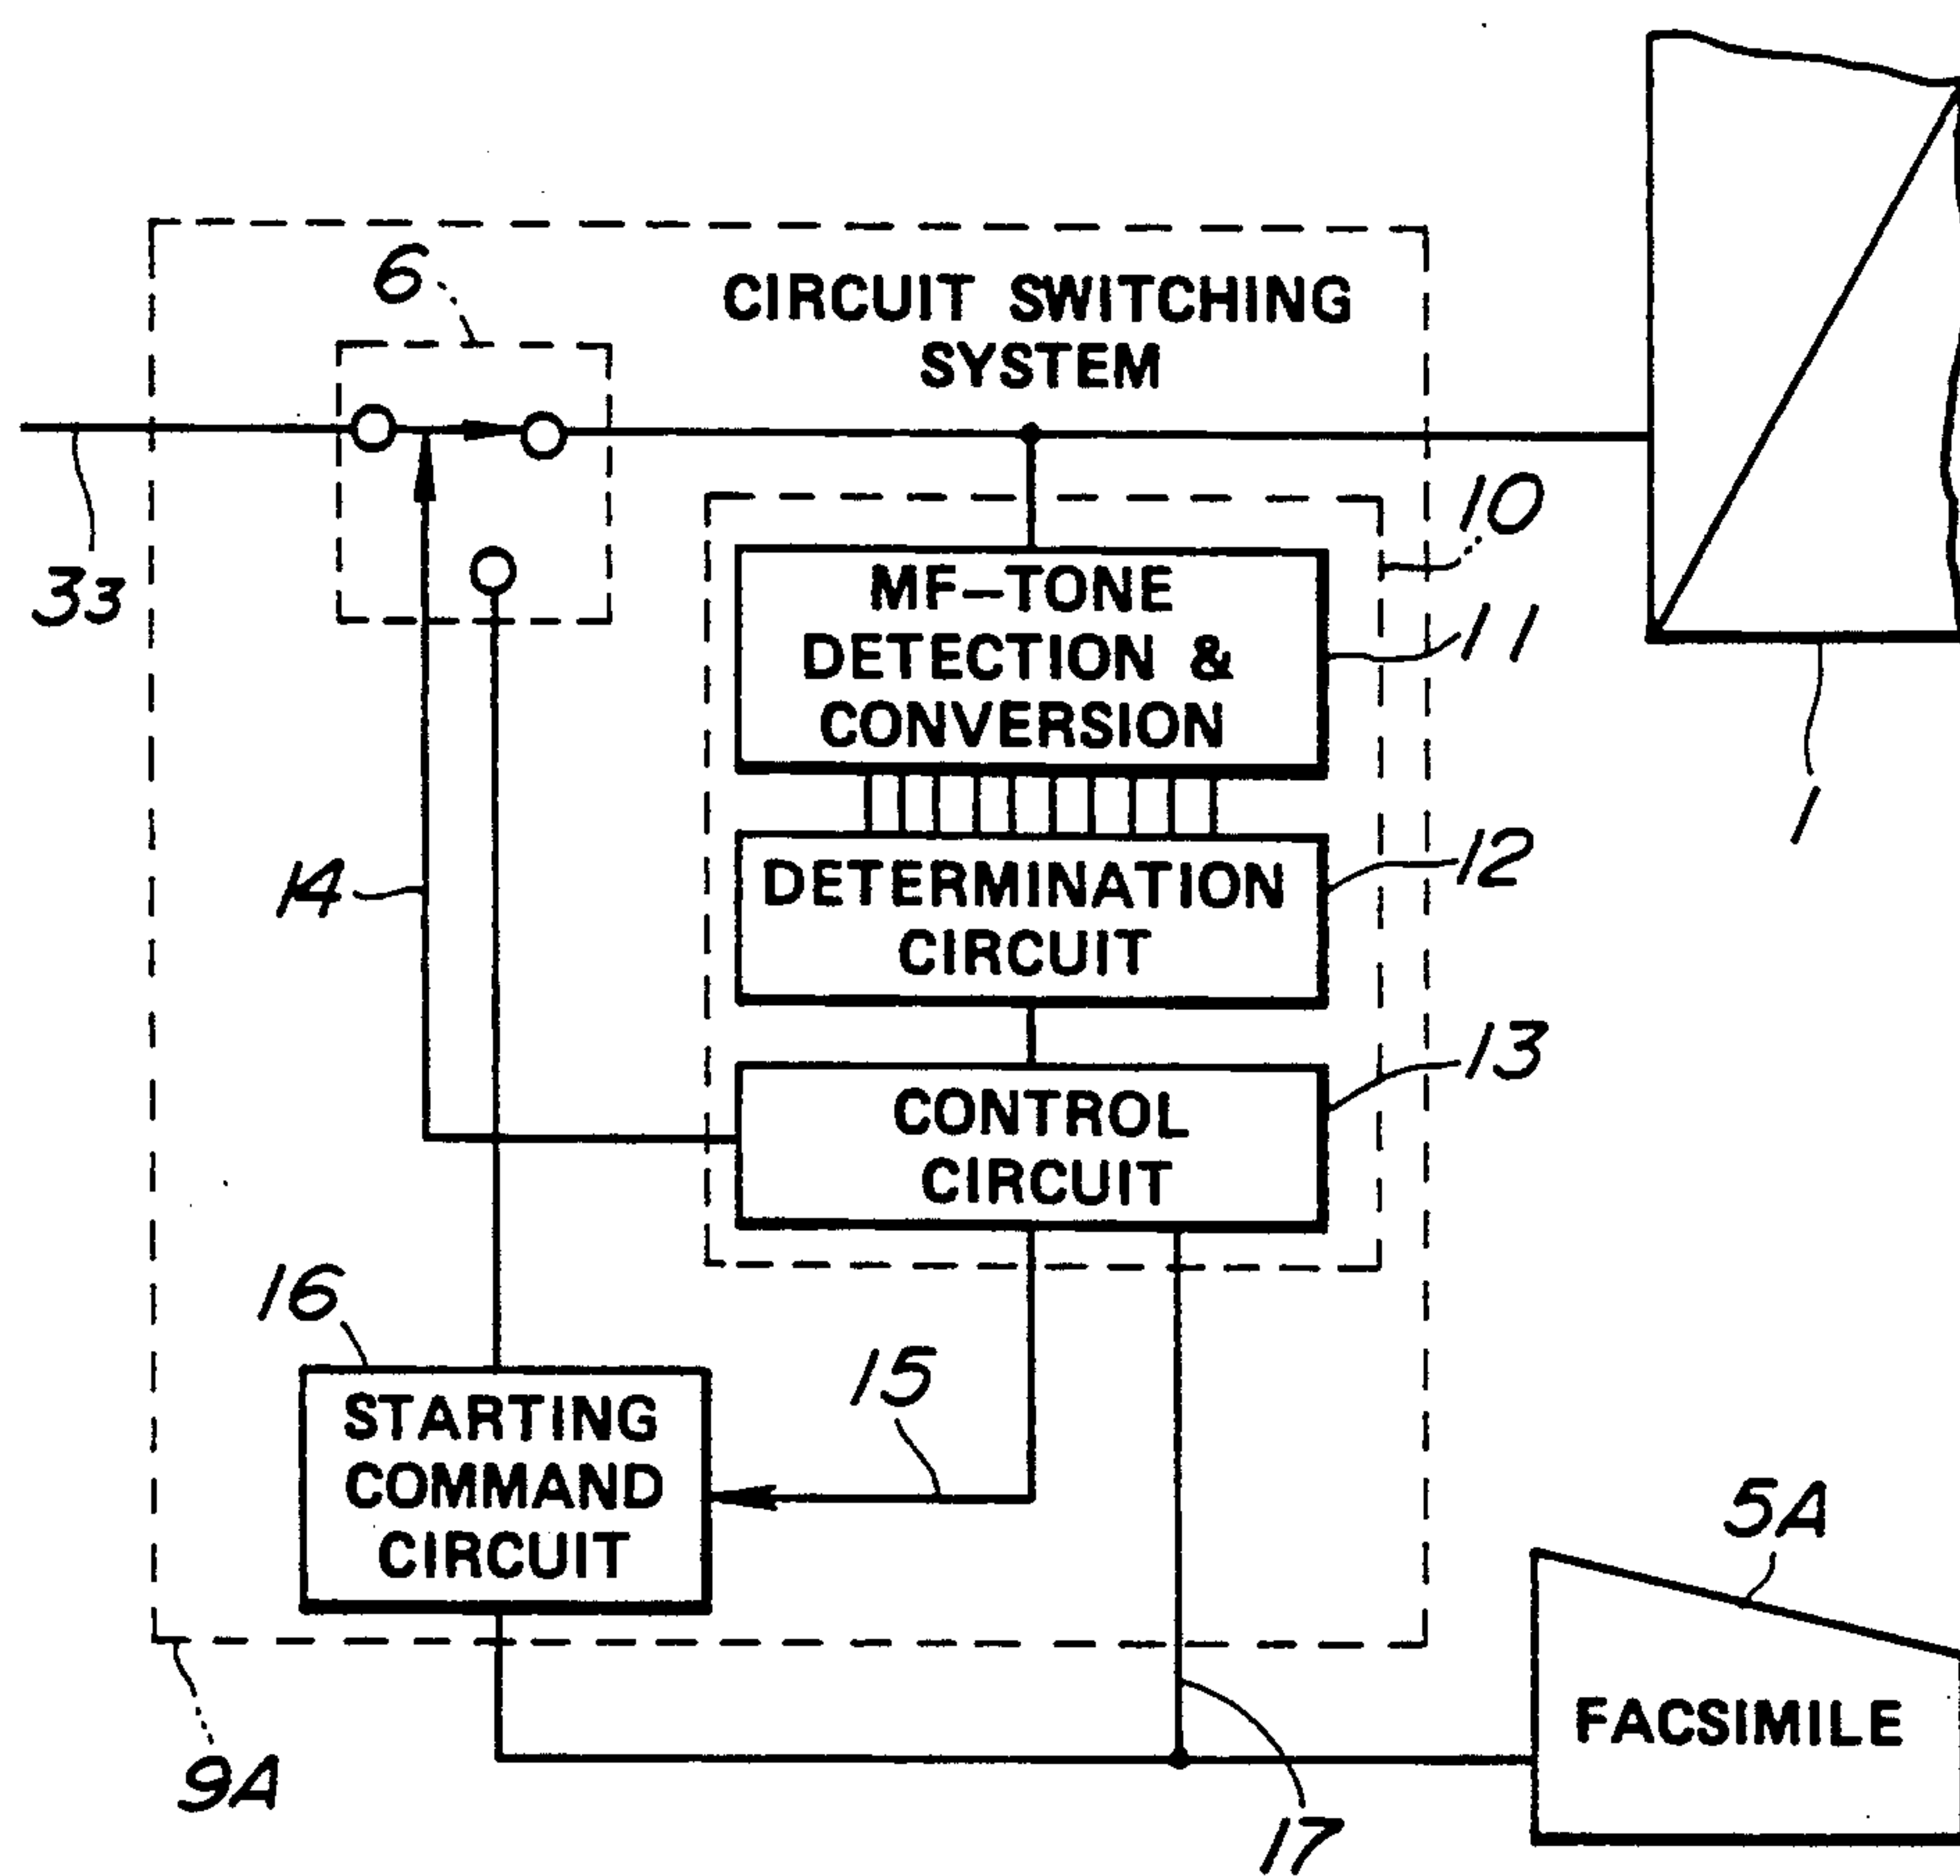 6
CIRCUIT SWITCHING
SYSTEM
33
10
MF-TONE
DETECTION &
CONVERSION
11
1
DETERMINATION
CIRCUIT
12
14
CONTROL
CIRCUIT
13
16
15
STARTING
COMMAND
CIRCUIT
5A
FACSIMILE
9A
17